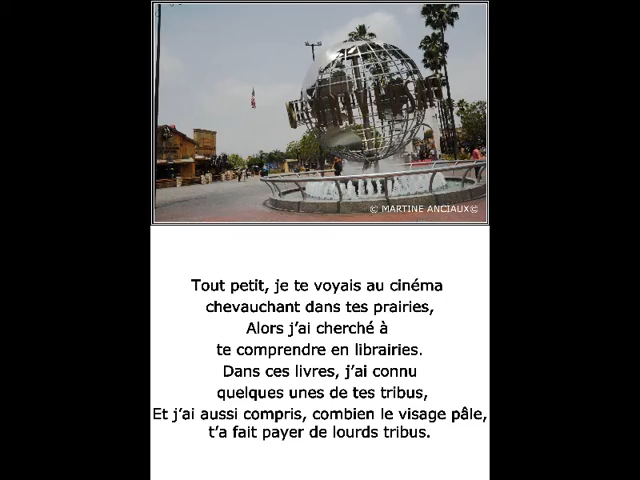 © MARTINE ANCIAUX©
Tout petit, je te voyais au cinéma
chevauchant dans tes prairies,
Alors j’ai cherché à
te comprendre en librairies.
Dans ces livres, j’ai connu
quelques unes de tes tribus,
Et j’ai aussi compris, combien le visage pâle,
t’a fait payer de lourds tribus.